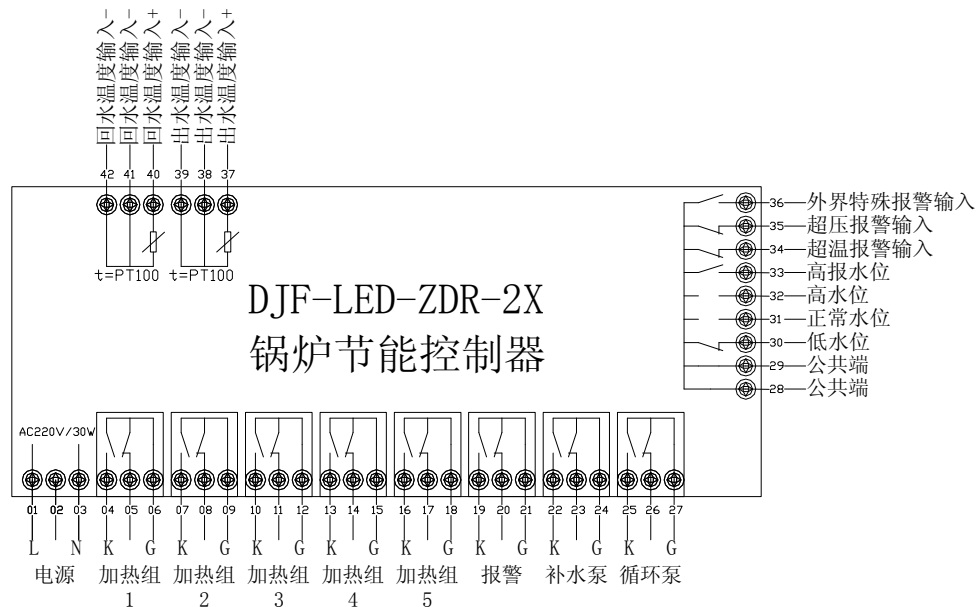 回水温度输入-
回水温度输入-
回水温度输入+
出水温度输入-
出水温度输入-
出水温度输入+
42 41 40 39 38 37
t=PT100 t=PT100
36 外界特殊报警输入
35 超压报警输入
34 超温报警输入
33 高报水位
32 高水位
31 正常水位
30 低水位
29 公共端
28 公共端
DJF-LED-ZDR-2X
锅炉节能控制器
AC220V/30W
01 02 03 04 05 06 07 08 09 10 11 12 13 14 15 16 17 18 19 20 21 22 23 24 25 26 27
L N K G K G K G K G K G K G K G K G
电源 加热组 加热组 加热组 加热组 加热组 报警 补水泵 循环泵
1 2 3 4 5